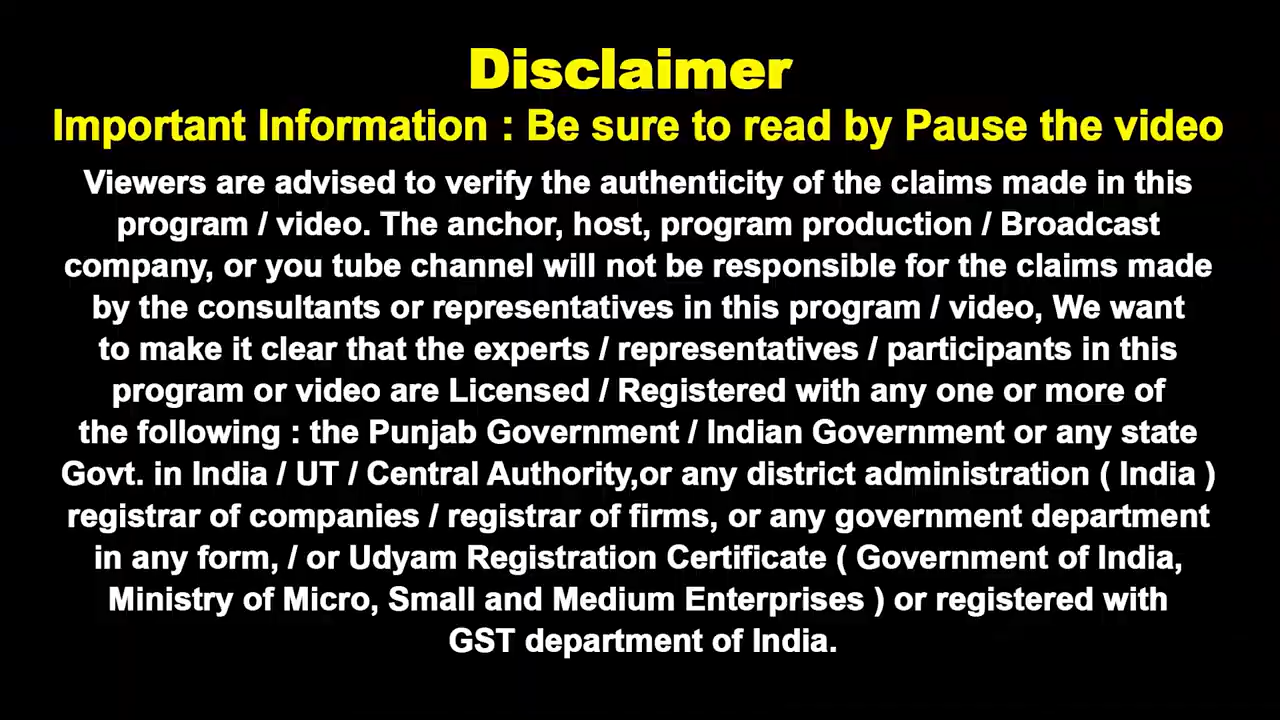 Disclaimer
Important Information : Be sure to read by Pause the video
Viewers are advised to verify the authenticity of the claims made in this
program / video. The anchor, host, program production / Broadcast
company, or you tube channel will not be responsible for the claims made
by the consultants or representatives in this program / video, We want
to make it clear that the experts / representatives / participants in this
program or video are Licensed / Registered with any one or more of
the following : the Punjab Government / Indian Government or any state
Govt. in India / UT / Central Authority,or any district administration ( India )
registrar of companies / registrar of firms, or any government department
in any form, / or Udyam Registration Certificate ( Government of India,
Ministry of Micro, Small and Medium Enterprises ) or registered with
GST department of India.